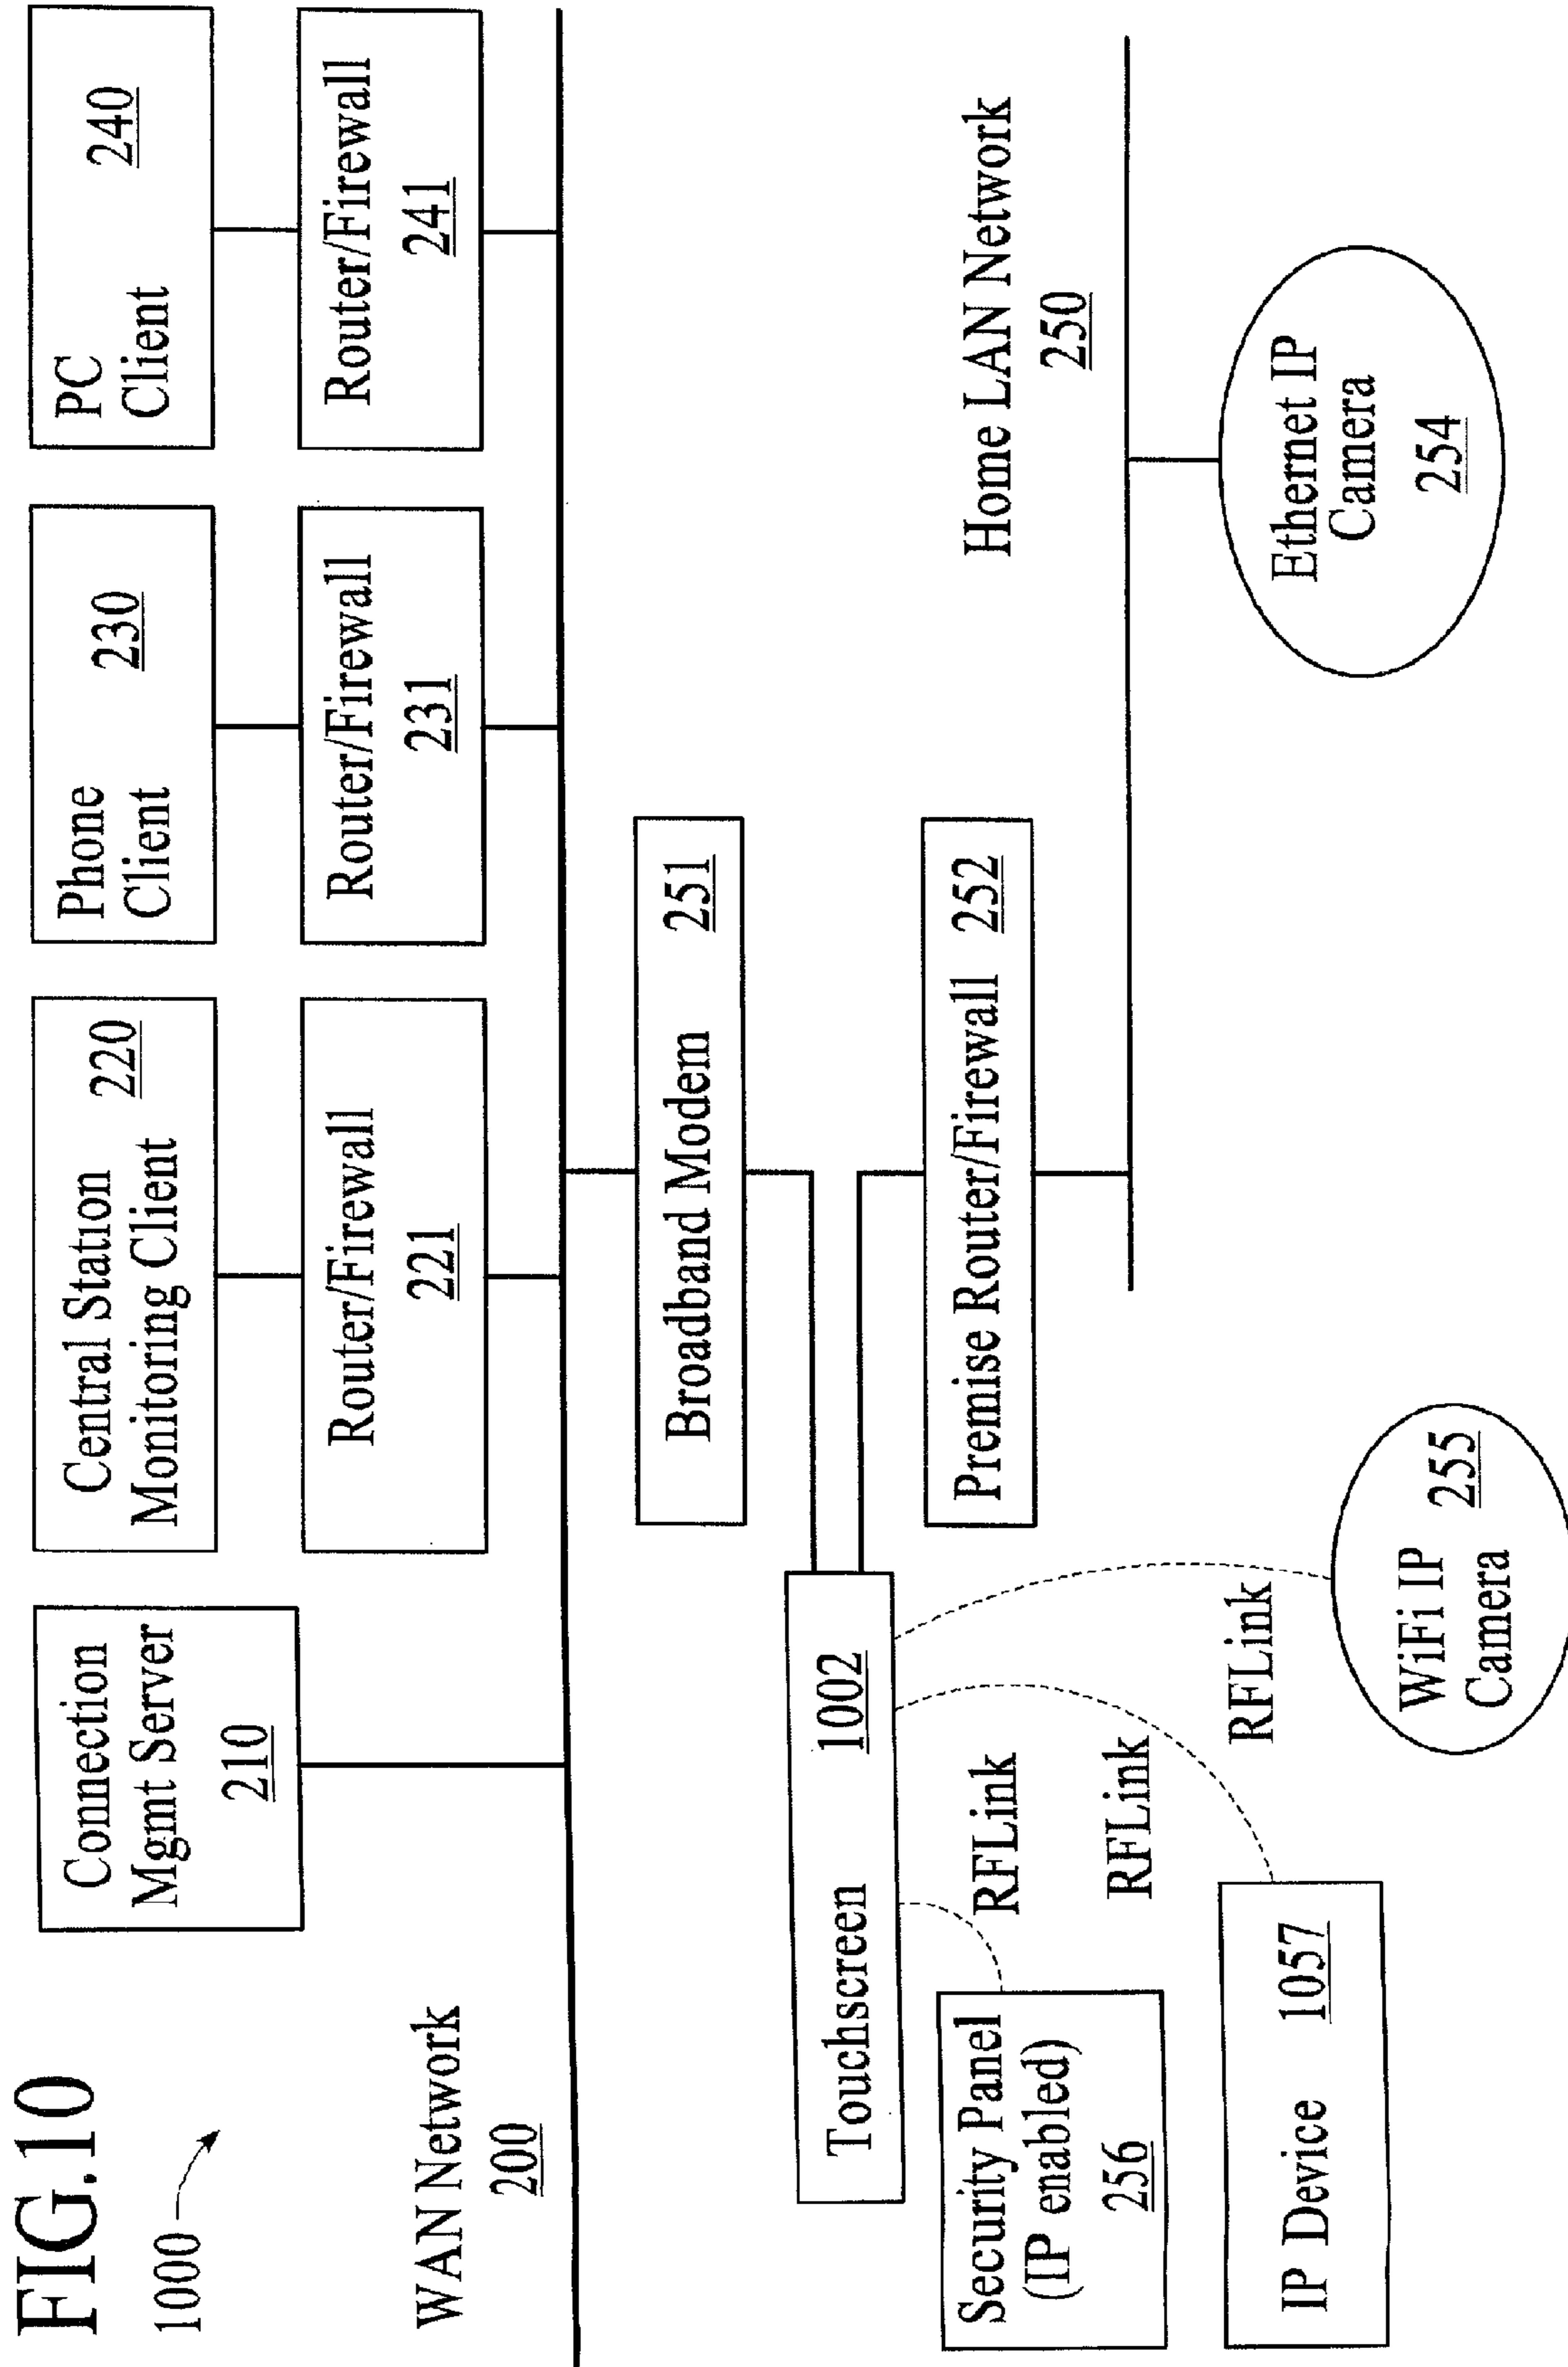 FIG.10
1000
Connection
Mgmt Server
210
Central Station
Monitoring Client
220
Phone
Client
230
PC
Client
240
Router/Firewall
221
Router/Firewall
231
Router/Firewall
241
WAN Network
200
Broadband Modem 251
Touchscreen 1002
Premise Router/Firewall 252
Home LAN Network
250
Security Panel
(IP enabled)
256
RFLink
RFLink
RFLink
IP Device 1057
WiFi IP
Camera
255
Ethernet IP
Camera
254